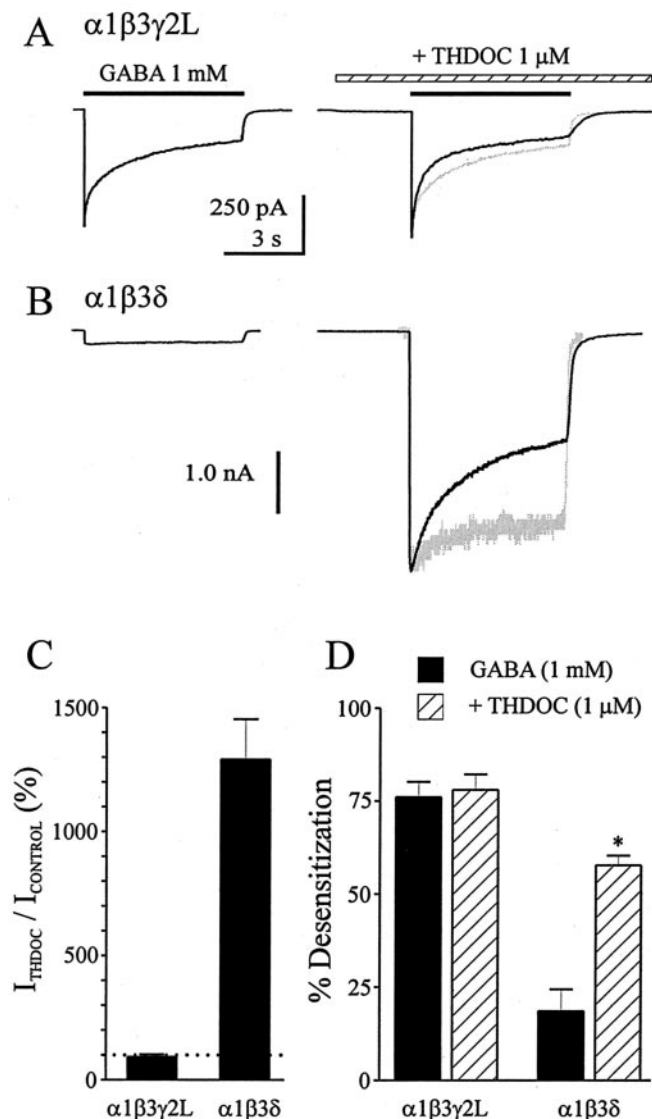 A α1β3γ2L
GABA 1 mM
+ THDOC 1 μM
250 pA
3 s
B α1β3δ
1.0 nA
C
D
GABA (1 mM)
+ THDOC (1 μM)
I_THDOC / I_CONTROL (%)
1500
1000
500
0
α1β3γ2L α1β3δ
% Desensitization
100
75
50
25
0
*
α1β3γ2L α1β3δ